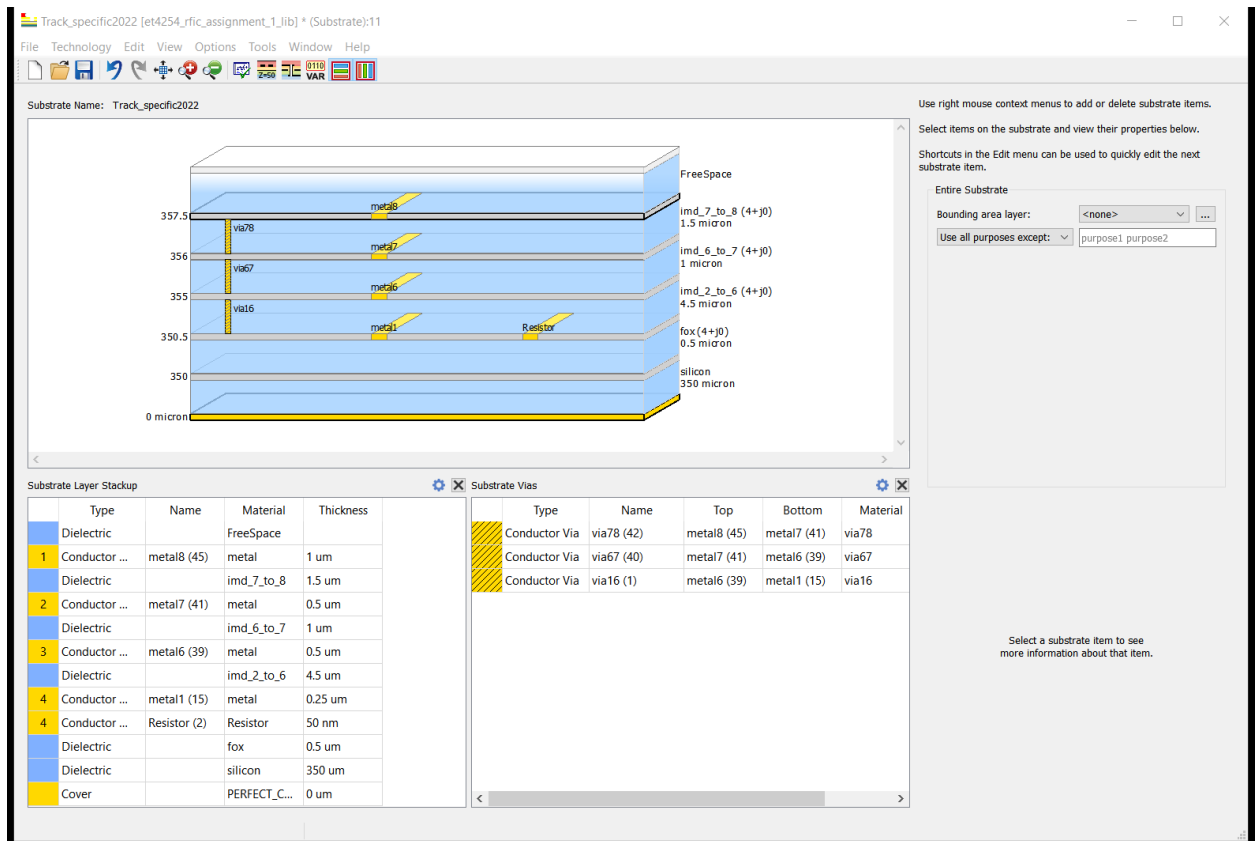 Track_specific2022 [et4254_rfic_assignment_1_lib] * (Substrate):11
File Technology Edit View Options Tools Window Help
Z=50
0110
VAR
Substrate Name: Track_specific2022
Use right mouse context menus to add or delete substrate items.
Select items on the substrate and view their properties below.
Shortcuts in the Edit menu can be used to quickly edit the next
substrate item.
Entire Substrate
Bounding area layer: <none> ...
Use all purposes except: purpose1 purpose2
FreeSpace
metal8
357.5
imd_7_to_8 (4+j0)
1.5 micron
via78
metal7
356
imd_6_to_7 (4+j0)
1 micron
via67
metal6
355
imd_2_to_6 (4+j0)
4.5 micron
via16
metal1 Resistor
350.5
fox(4+j0)
0.5 micron
350
silicon
350 micron
0 micron
Substrate Layer Stackup
Type Name Material Thickness
Dielectric FreeSpace
1 Conductor ... metal8 (45) metal 1 um
Dielectric imd_7_to_8 1.5 um
2 Conductor ... metal7 (41) metal 0.5 um
Dielectric imd_6_to_7 1 um
3 Conductor ... metal6 (39) metal 0.5 um
Dielectric imd_2_to_6 4.5 um
4 Conductor ... metal1 (15) metal 0.25 um
4 Conductor ... Resistor (2) Resistor 50 nm
Dielectric fox 0.5 um
Dielectric silicon 350 um
Cover PERFECT_C... 0 um
Substrate Vias
Type Name Top Bottom Material
Conductor Via via78 (42) metal8 (45) metal7 (41) via78
Conductor Via via67 (40) metal7 (41) metal6 (39) via67
Conductor Via via16 (1) metal6 (39) metal1 (15) via16
Select a substrate item to see
more information about that item.